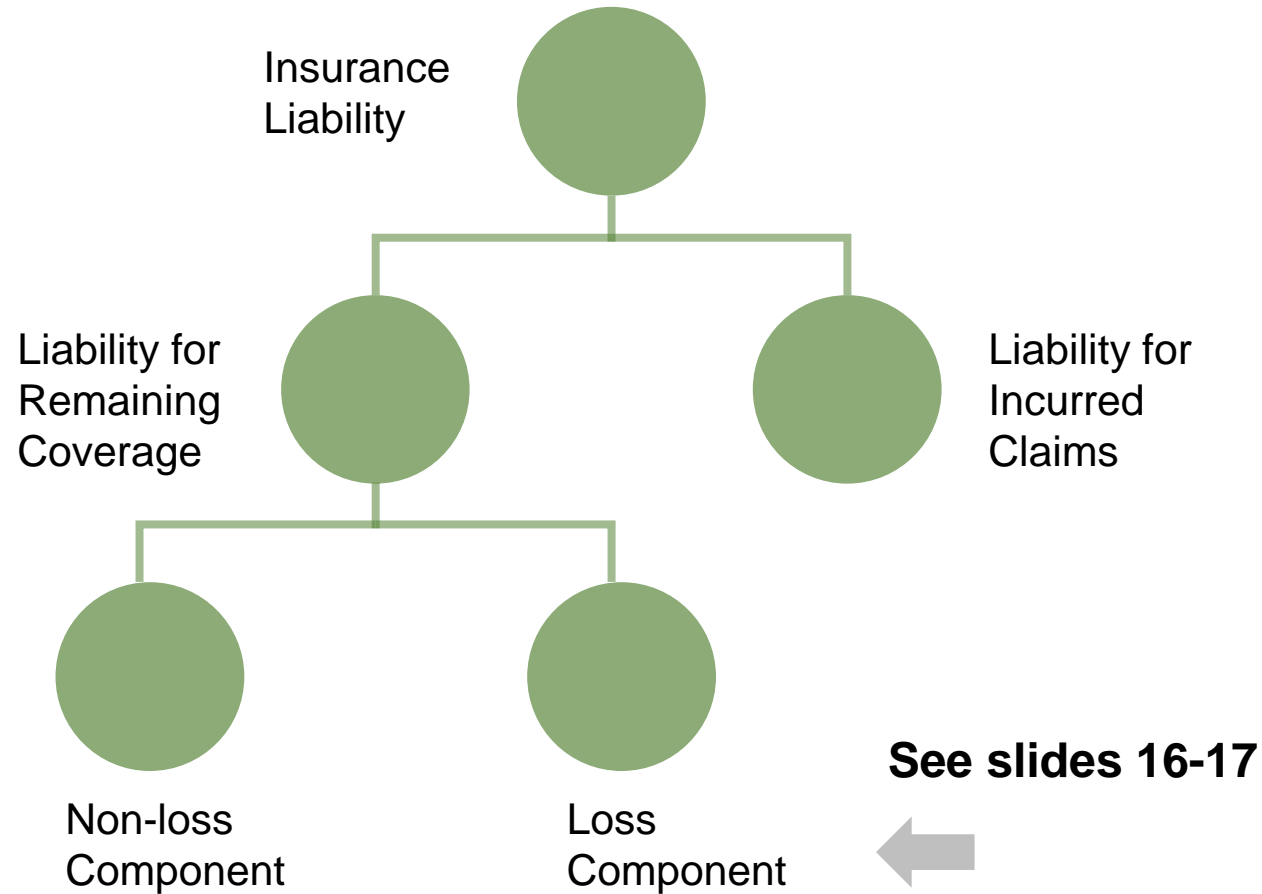 Insurance
Liability
Liability for
Remaining
Coverage
Liability for
Incurred
Claims
See slides 16-17
Non-loss
Component
Loss
Component